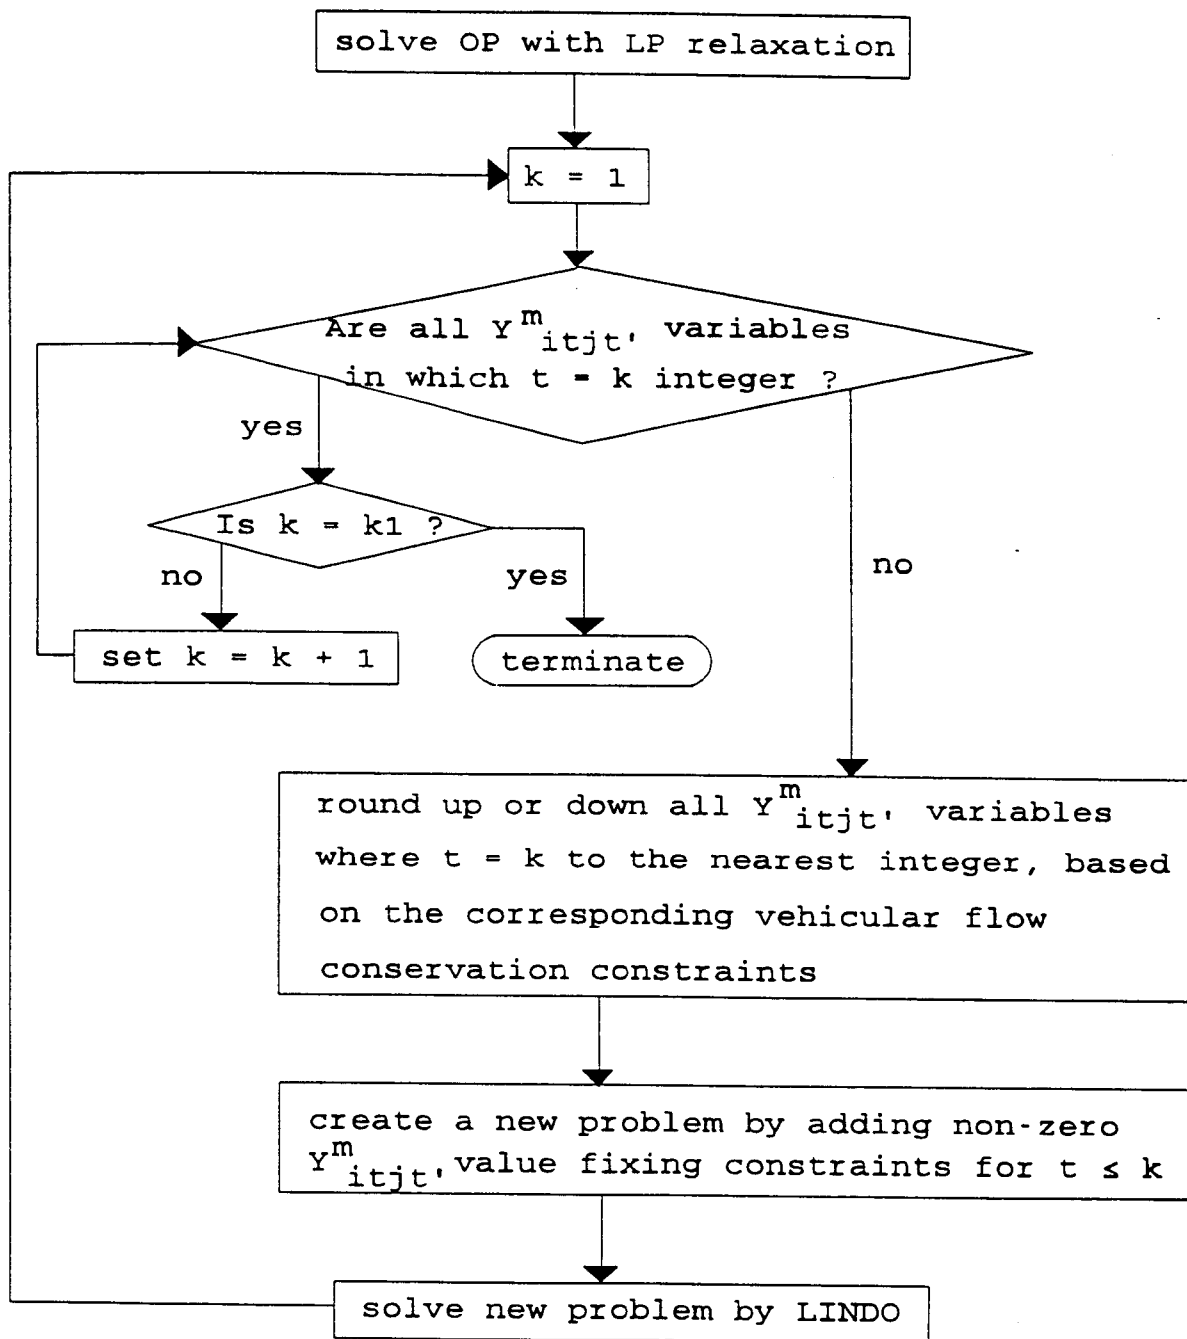 solve OP with LP relaxation
k = 1
Are all Y^m_itjt' variables
in which t = k integer ?
yes
Is k = k1 ?
no
yes
no
set k = k + 1
terminate
round up or down all Y^m_itjt' variables
where t = k to the nearest integer, based
on the corresponding vehicular flow
conservation constraints
create a new problem by adding non-zero
Y^m_itjt' value fixing constraints for t ≤ k
solve new problem by LINDO